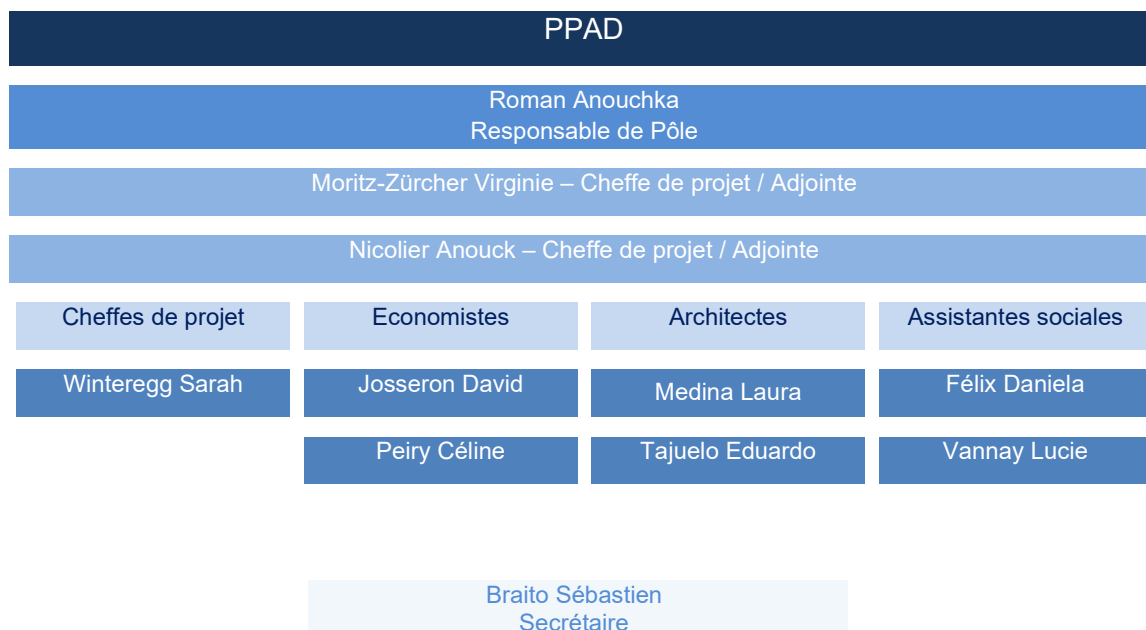 PPAD
Roman Anouchka
Responsable de Pôle
Moritz-Zürcher Virginie – Cheffe de projet / Adjointe
Nicolier Anouck – Cheffe de projet / Adjointe
Cheffes de projet
Economistes
Architectes
Assistantes sociales
Winteregg Sarah
Josseron David
Medina Laura
Félix Daniela
Peiry Céline
Tajuelo Eduardo
Vannay Lucie
Braito Sébastien
Secrétaire